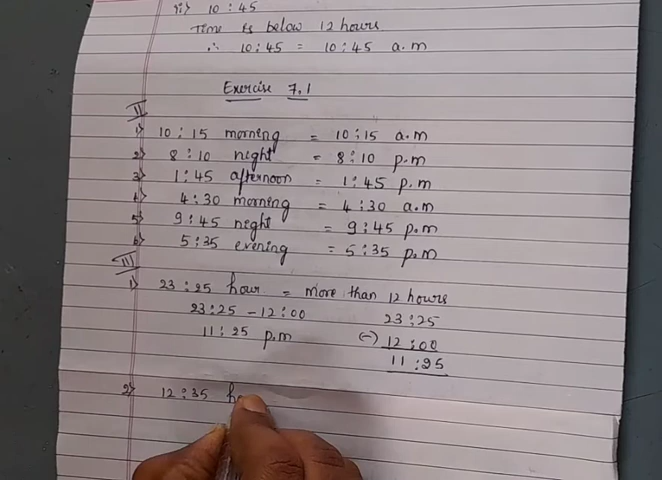 ii) 10 : 45
Time is below 12 hours
∴ 10:45 = 10:45 a.m
Exercise 7.1
II
1) 10 : 15 morning = 10:15 a.m
2) 8:10 night = 8:10 p.m
3) 1:45 afternoon = 1:45 p.m
4) 4:30 morning = 4:30 a.m
5) 9:45 night = 9:45 p.m
6) 5:35 evening = 5:35 p.m
III
1) 23:25 hour = more than 12 hours
23:25 - 12:00 23:25
11:25 p.m (-) 12:00
11:25
2) 12:35 ho